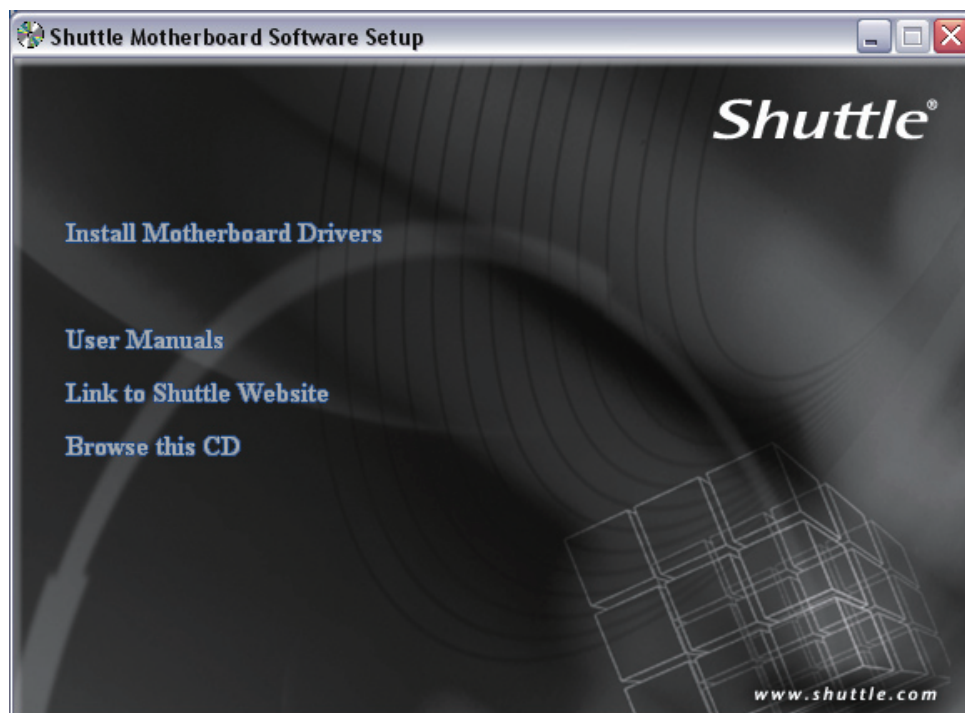 Shuttle Motherboard Software Setup
Shuttle®
Install Motherboard Drivers
User Manuals
Link to Shuttle Website
Browse this CD
www.shuttle.com